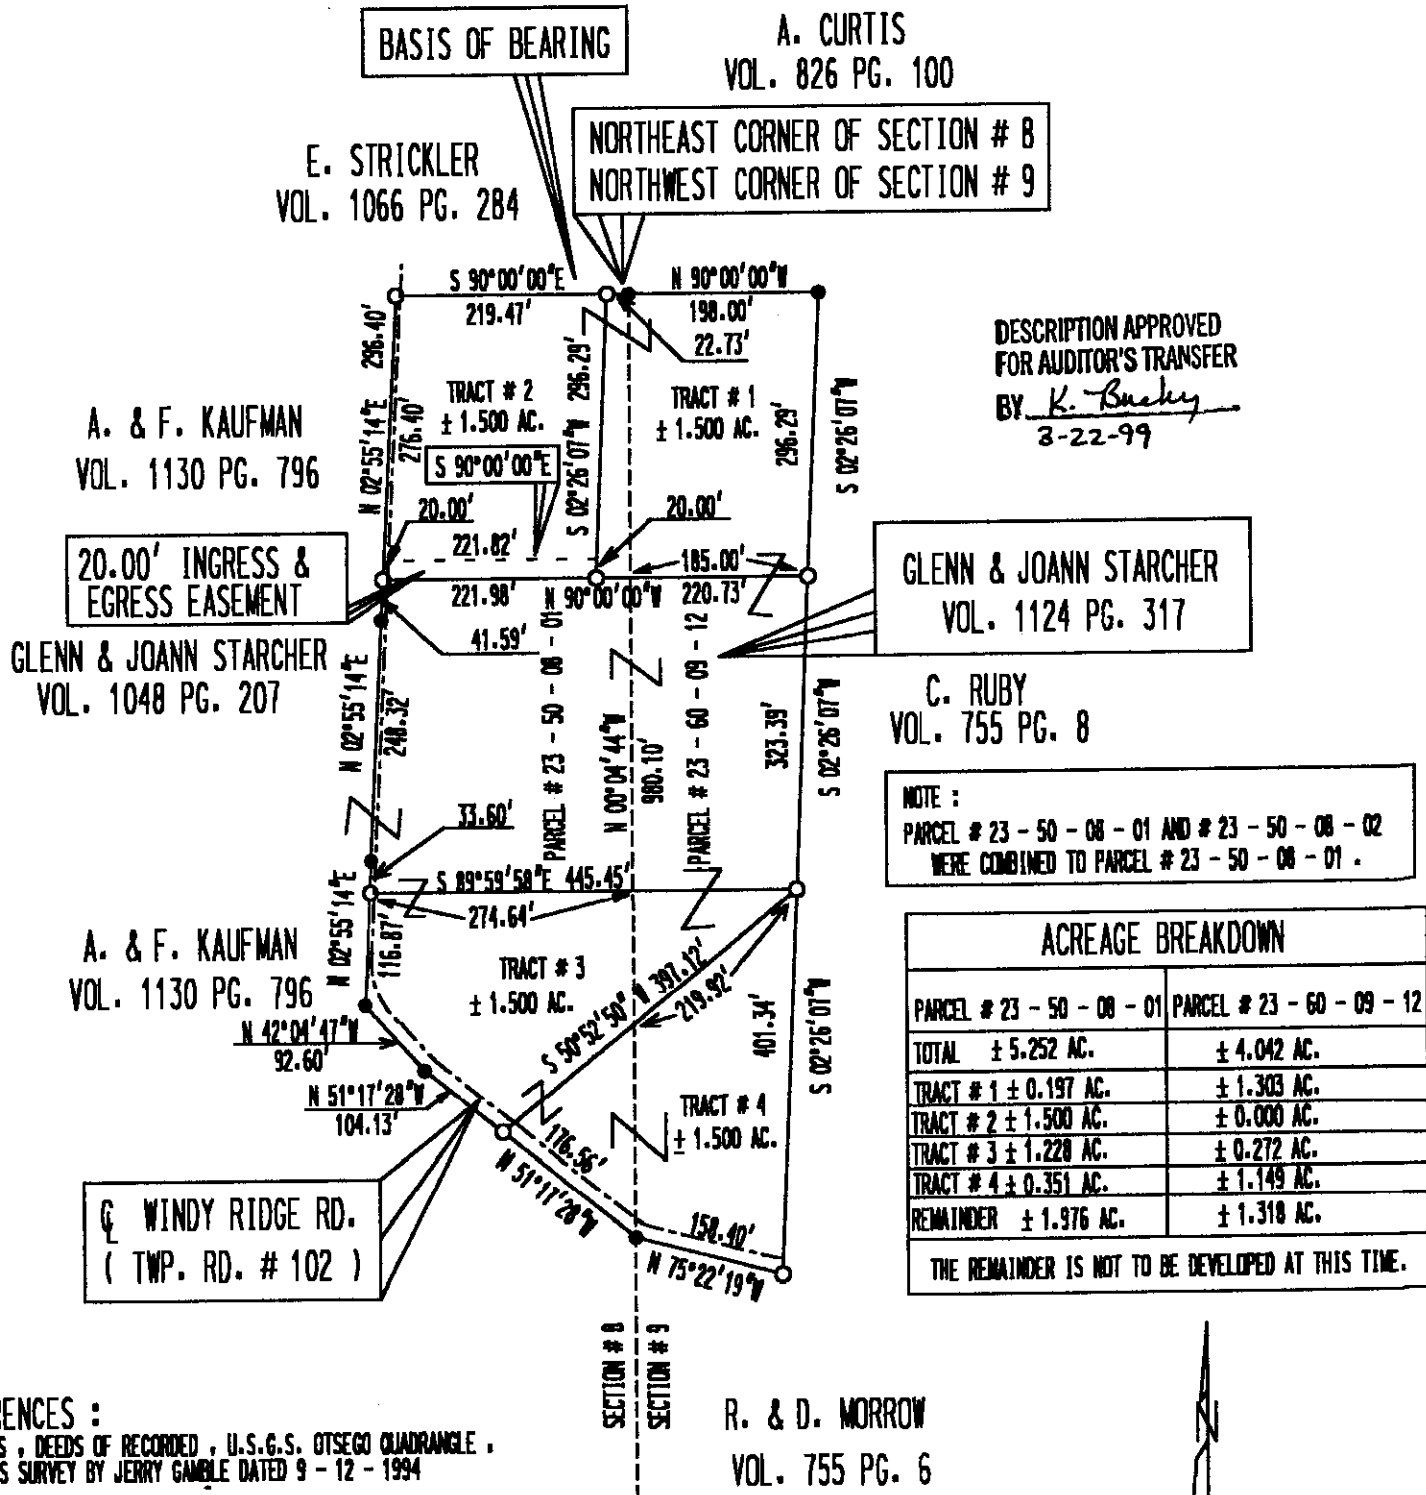 BASIS OF BEARING
A. CURTIS
VOL. 826 PG. 100
NORTHEAST CORNER OF SECTION # 8
NORTHWEST CORNER OF SECTION # 9
E. STRICKLER
VOL. 1066 PG. 284
S 90°00'00"E
219.47'
N 90°00'00"W
198.00'
22.73'
DESCRIPTION APPROVED
FOR AUDITOR'S TRANSFER
BY K. Bucky
3-22-99
A. & F. KAUFMAN
VOL. 1130 PG. 796
N 02°55'14"E 296.40'
276.40'
TRACT # 2
± 1.500 AC.
S 90°00'00"E
S 02°26'07"W 296.29'
TRACT # 1
± 1.500 AC.
296.29'
S 02°26'07"W
20.00'
221.82'
20.00'
185.00'
221.98'
N 90°00'00"W
220.73'
41.59'
20.00' INGRESS &
EGRESS EASEMENT
GLENN & JOANN STARCHER
VOL. 1124 PG. 317
GLENN & JOANN STARCHER
VOL. 1048 PG. 207
N 02°55'14"E
248.32'
PARCEL # 23 - 50 - 08 - 01
N 00°04'44"W
980.10'
PARCEL # 23 - 60 - 09 - 12
323.39'
S 02°26'07"W
C. RUBY
VOL. 755 PG. 8
NOTE :
PARCEL # 23 - 50 - 08 - 01 AND # 23 - 50 - 08 - 02
WERE COMBINED TO PARCEL # 23 - 50 - 08 - 01 .
33.60'
S 89°59'58"E 445.45'
274.64'
A. & F. KAUFMAN
VOL. 1130 PG. 796
N 02°55'14"E
116.87'
TRACT # 3
± 1.500 AC.
S 50°52'50"W 397.12'
219.92'
401.34'
S 02°26'07"W
N 42°04'47"W
92.60'
N 51°17'28"W
104.13'
TRACT # 4
± 1.500 AC.
176.56'
N 51°17'28"W
158.40'
N 75°22'19"W
℄ WINDY RIDGE RD.
( TWP. RD. # 102 )
ACREAGE BREAKDOWN
PARCEL # 23 - 50 - 08 - 01 PARCEL # 23 - 60 - 09 - 12
TOTAL ± 5.252 AC. ± 4.042 AC.
TRACT # 1 ± 0.197 AC. ± 1.303 AC.
TRACT # 2 ± 1.500 AC. ± 0.000 AC.
TRACT # 3 ± 1.228 AC. ± 0.272 AC.
TRACT # 4 ± 0.351 AC. ± 1.149 AC.
REMAINDER ± 1.976 AC. ± 1.318 AC.
THE REMAINDER IS NOT TO BE DEVELOPED AT THIS TIME.
SECTION # 8
SECTION # 9
R. & D. MORROW
VOL. 755 PG. 6
N
ENCES :
S , DEEDS OF RECORDED , U.S.G.S. OTSEGO QUADRANGLE ,
S SURVEY BY JERRY GAMBLE DATED 9 - 12 - 1994